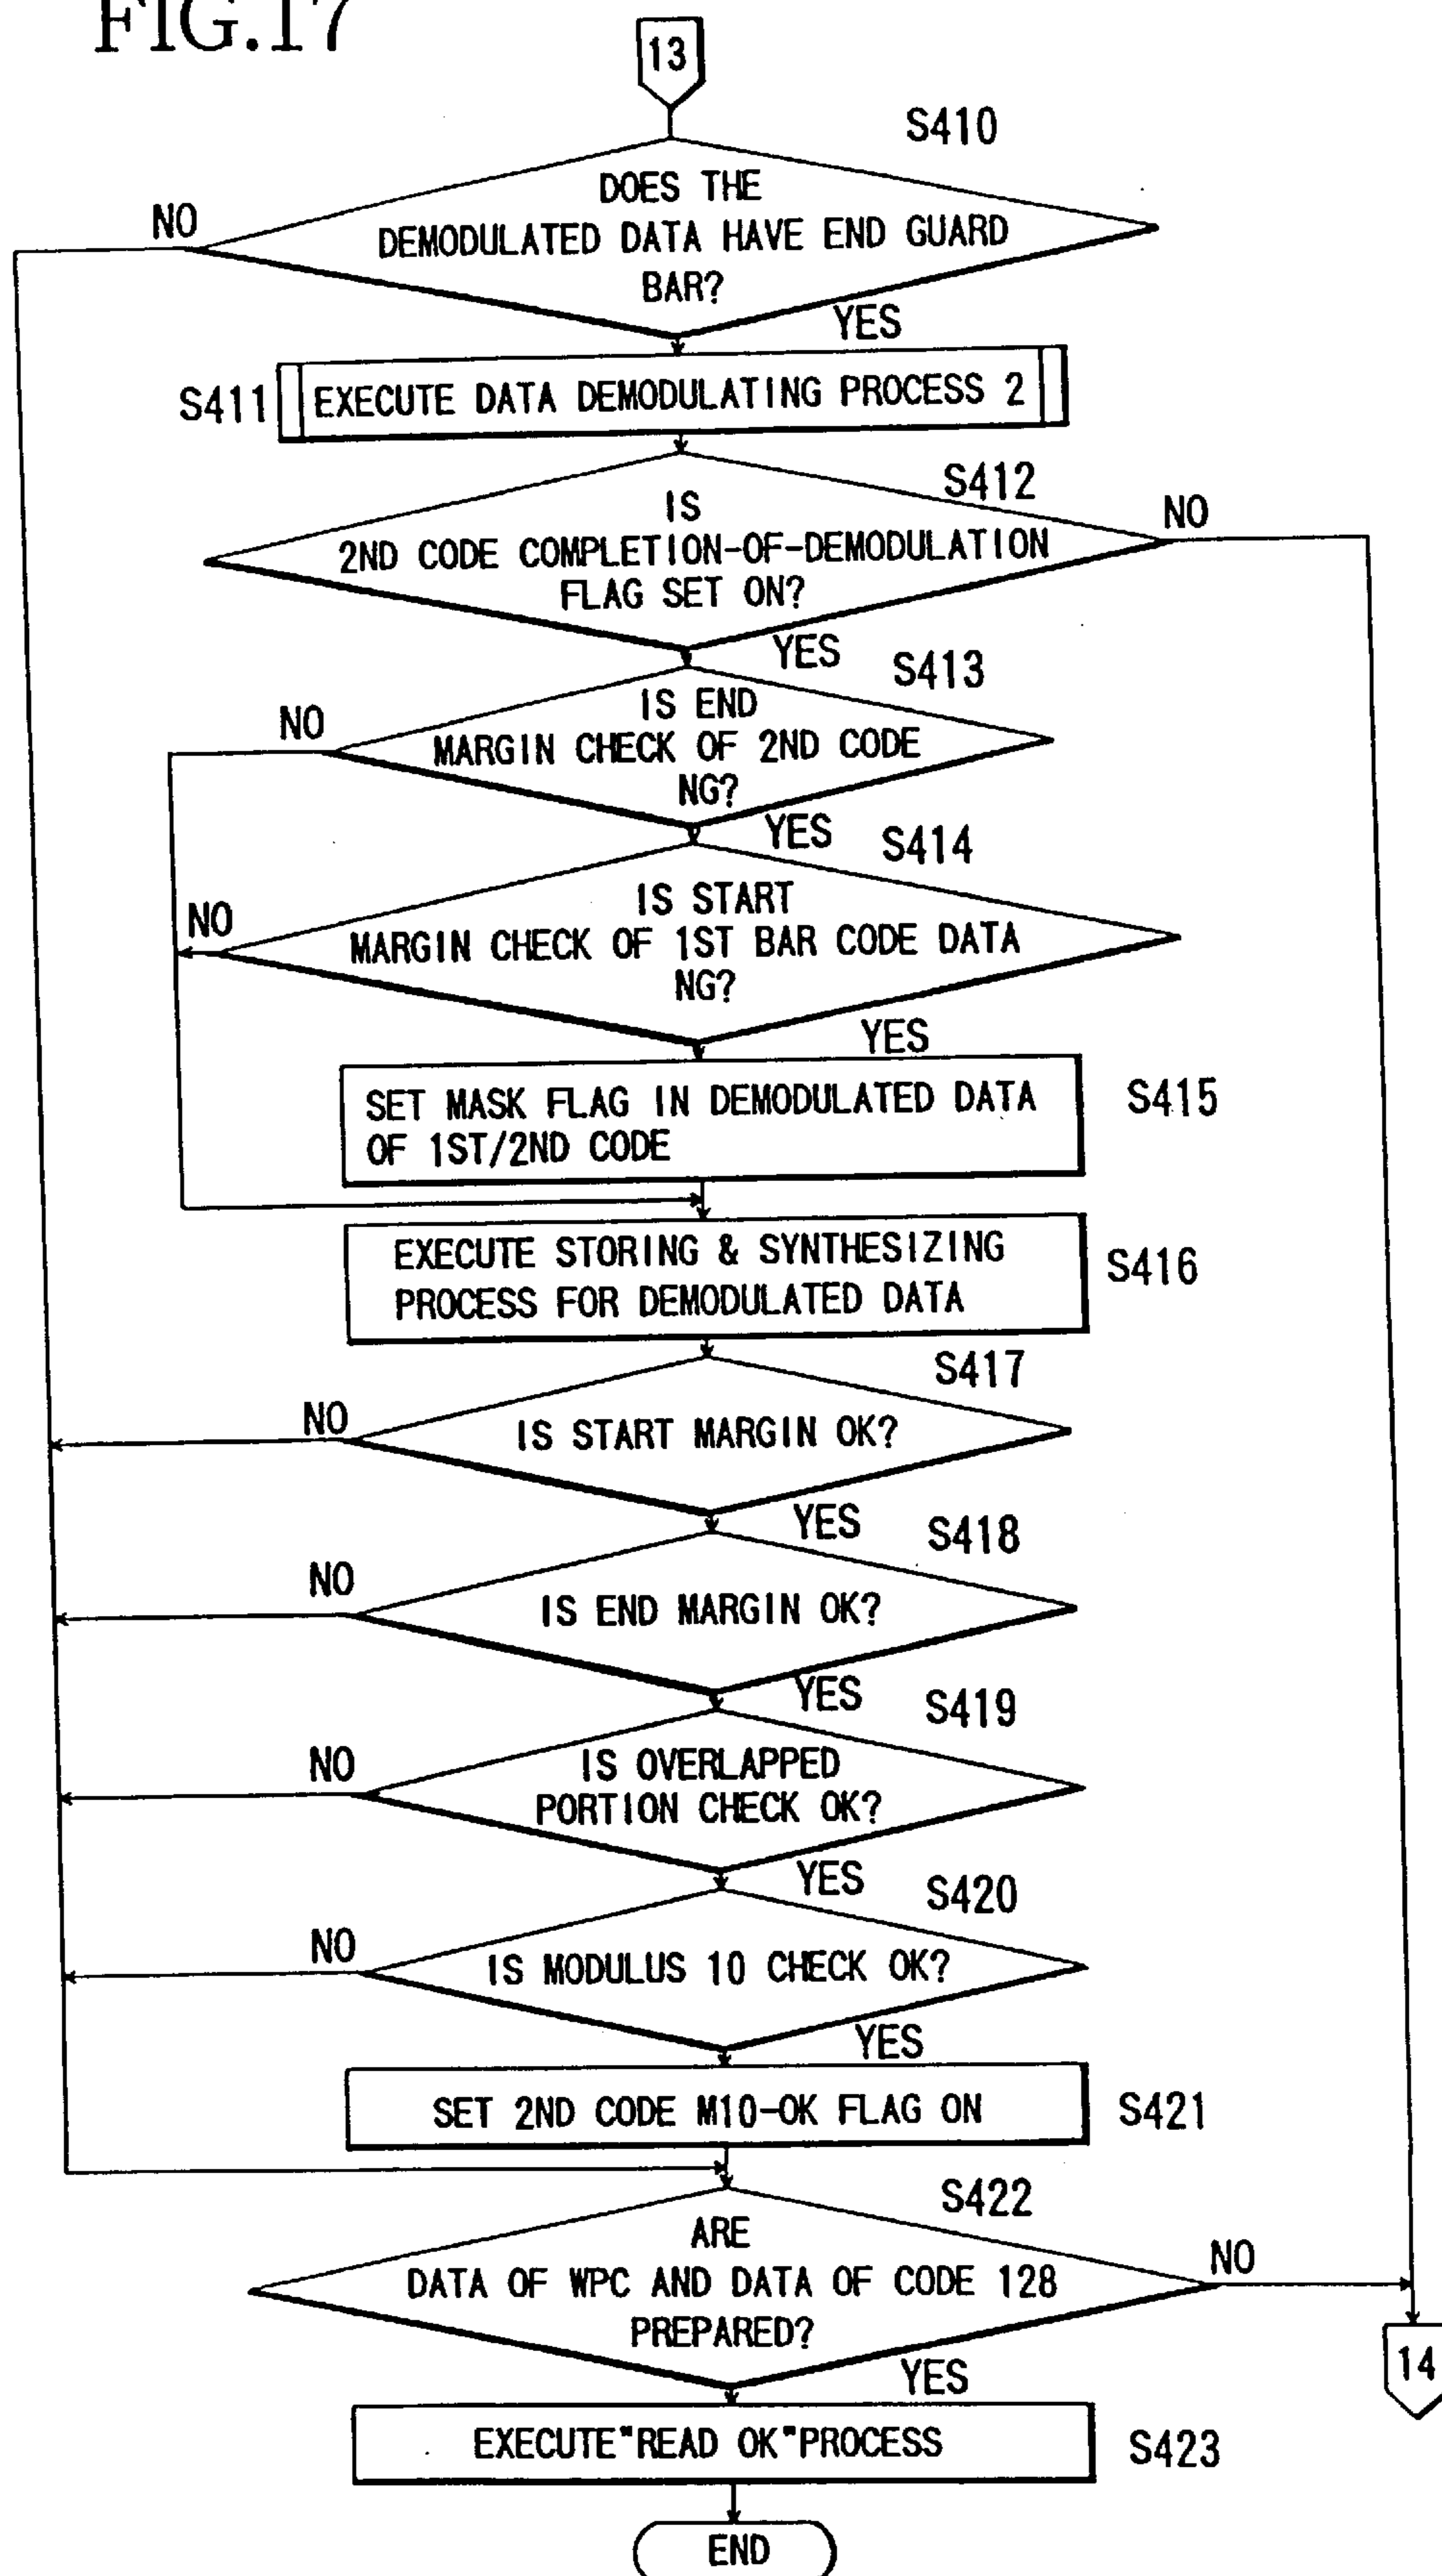 FIG.17
13
S410
DOES THE
DEMODULATED DATA HAVE END GUARD
BAR?
NO
YES
S411
EXECUTE DATA DEMODULATING PROCESS 2
S412
IS
2ND CODE COMPLETION-OF-DEMODULATION
FLAG SET ON?
NO
YES
S413
IS END
MARGIN CHECK OF 2ND CODE
NG?
NO
YES
S414
IS START
MARGIN CHECK OF 1ST BAR CODE DATA
NG?
NO
YES
SET MASK FLAG IN DEMODULATED DATA
OF 1ST/2ND CODE
S415
EXECUTE STORING & SYNTHESIZING
PROCESS FOR DEMODULATED DATA
S416
S417
NO
IS START MARGIN OK?
YES
S418
NO
IS END MARGIN OK?
YES
S419
NO
IS OVERLAPPED
PORTION CHECK OK?
YES
S420
NO
IS MODULUS 10 CHECK OK?
YES
SET 2ND CODE M10-OK FLAG ON
S421
S422
ARE
DATA OF WPC AND DATA OF CODE 128
PREPARED?
NO
14
YES
EXECUTE"READ OK"PROCESS
S423
END